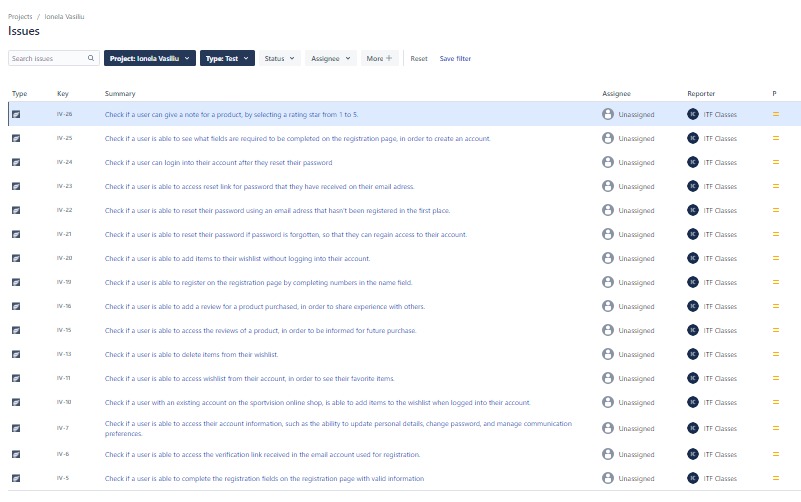 Projects / Ionela Vasiliu
Issues
Search issues Project: Ionela Vasiliu Type: Test Status Assignee More + Reset Save filter
Type Key Summary Assignee Reporter P
IV-26 Check if a user can give a note for a product, by selecting a rating star from 1 to 5. Unassigned IC ITF Classes
IV-25 Check if a user is able to see what fields are required to be completed on the registration page, in order to create an account. Unassigned IC ITF Classes
IV-24 Check if a user can login into their account after they reset their password Unassigned IC ITF Classes
IV-23 Check if a user is able to access reset link for password that they have received on their email adress. Unassigned IC ITF Classes
IV-22 Check if a user is able to reset their password using an email adress that hasn't been registered in the first place. Unassigned IC ITF Classes
IV-21 Check if a user is able to reset their password if password is forgotten, so that they can regain access to their account. Unassigned IC ITF Classes
IV-20 Check if a user is able to add items to their wishlist without logging into their account. Unassigned IC ITF Classes
IV-19 Check if a user is able to register on the registration page by completing numbers in the name field. Unassigned IC ITF Classes
IV-16 Check if a user is able to add a review for a product purchased, in order to share experience with others. Unassigned IC ITF Classes
IV-15 Check if a user is able to access the reviews of a product, in order to be informed for future purchase. Unassigned IC ITF Classes
IV-13 Check if a user is able to delete items from their wishlist. Unassigned IC ITF Classes
IV-11 Check if a user is able to access wishlist from their account, in order to see their favorite items. Unassigned IC ITF Classes
IV-10 Check if a user with an existing account on the sportvision online shop, is able to add items to the wishlist when logged into their account Unassigned IC ITF Classes
IV-7 Check if a user is able to access their account information, such as the ability to update personal details, change password, and manage communication Unassigned IC ITF Classes
preferences.
IV-6 Check if a user is able to access the verification link received in the email account used for registration. Unassigned IC ITF Classes
IV-5 Check if a user is able to complete the registration fields on the registration page with valid information Unassigned IC ITF Classes